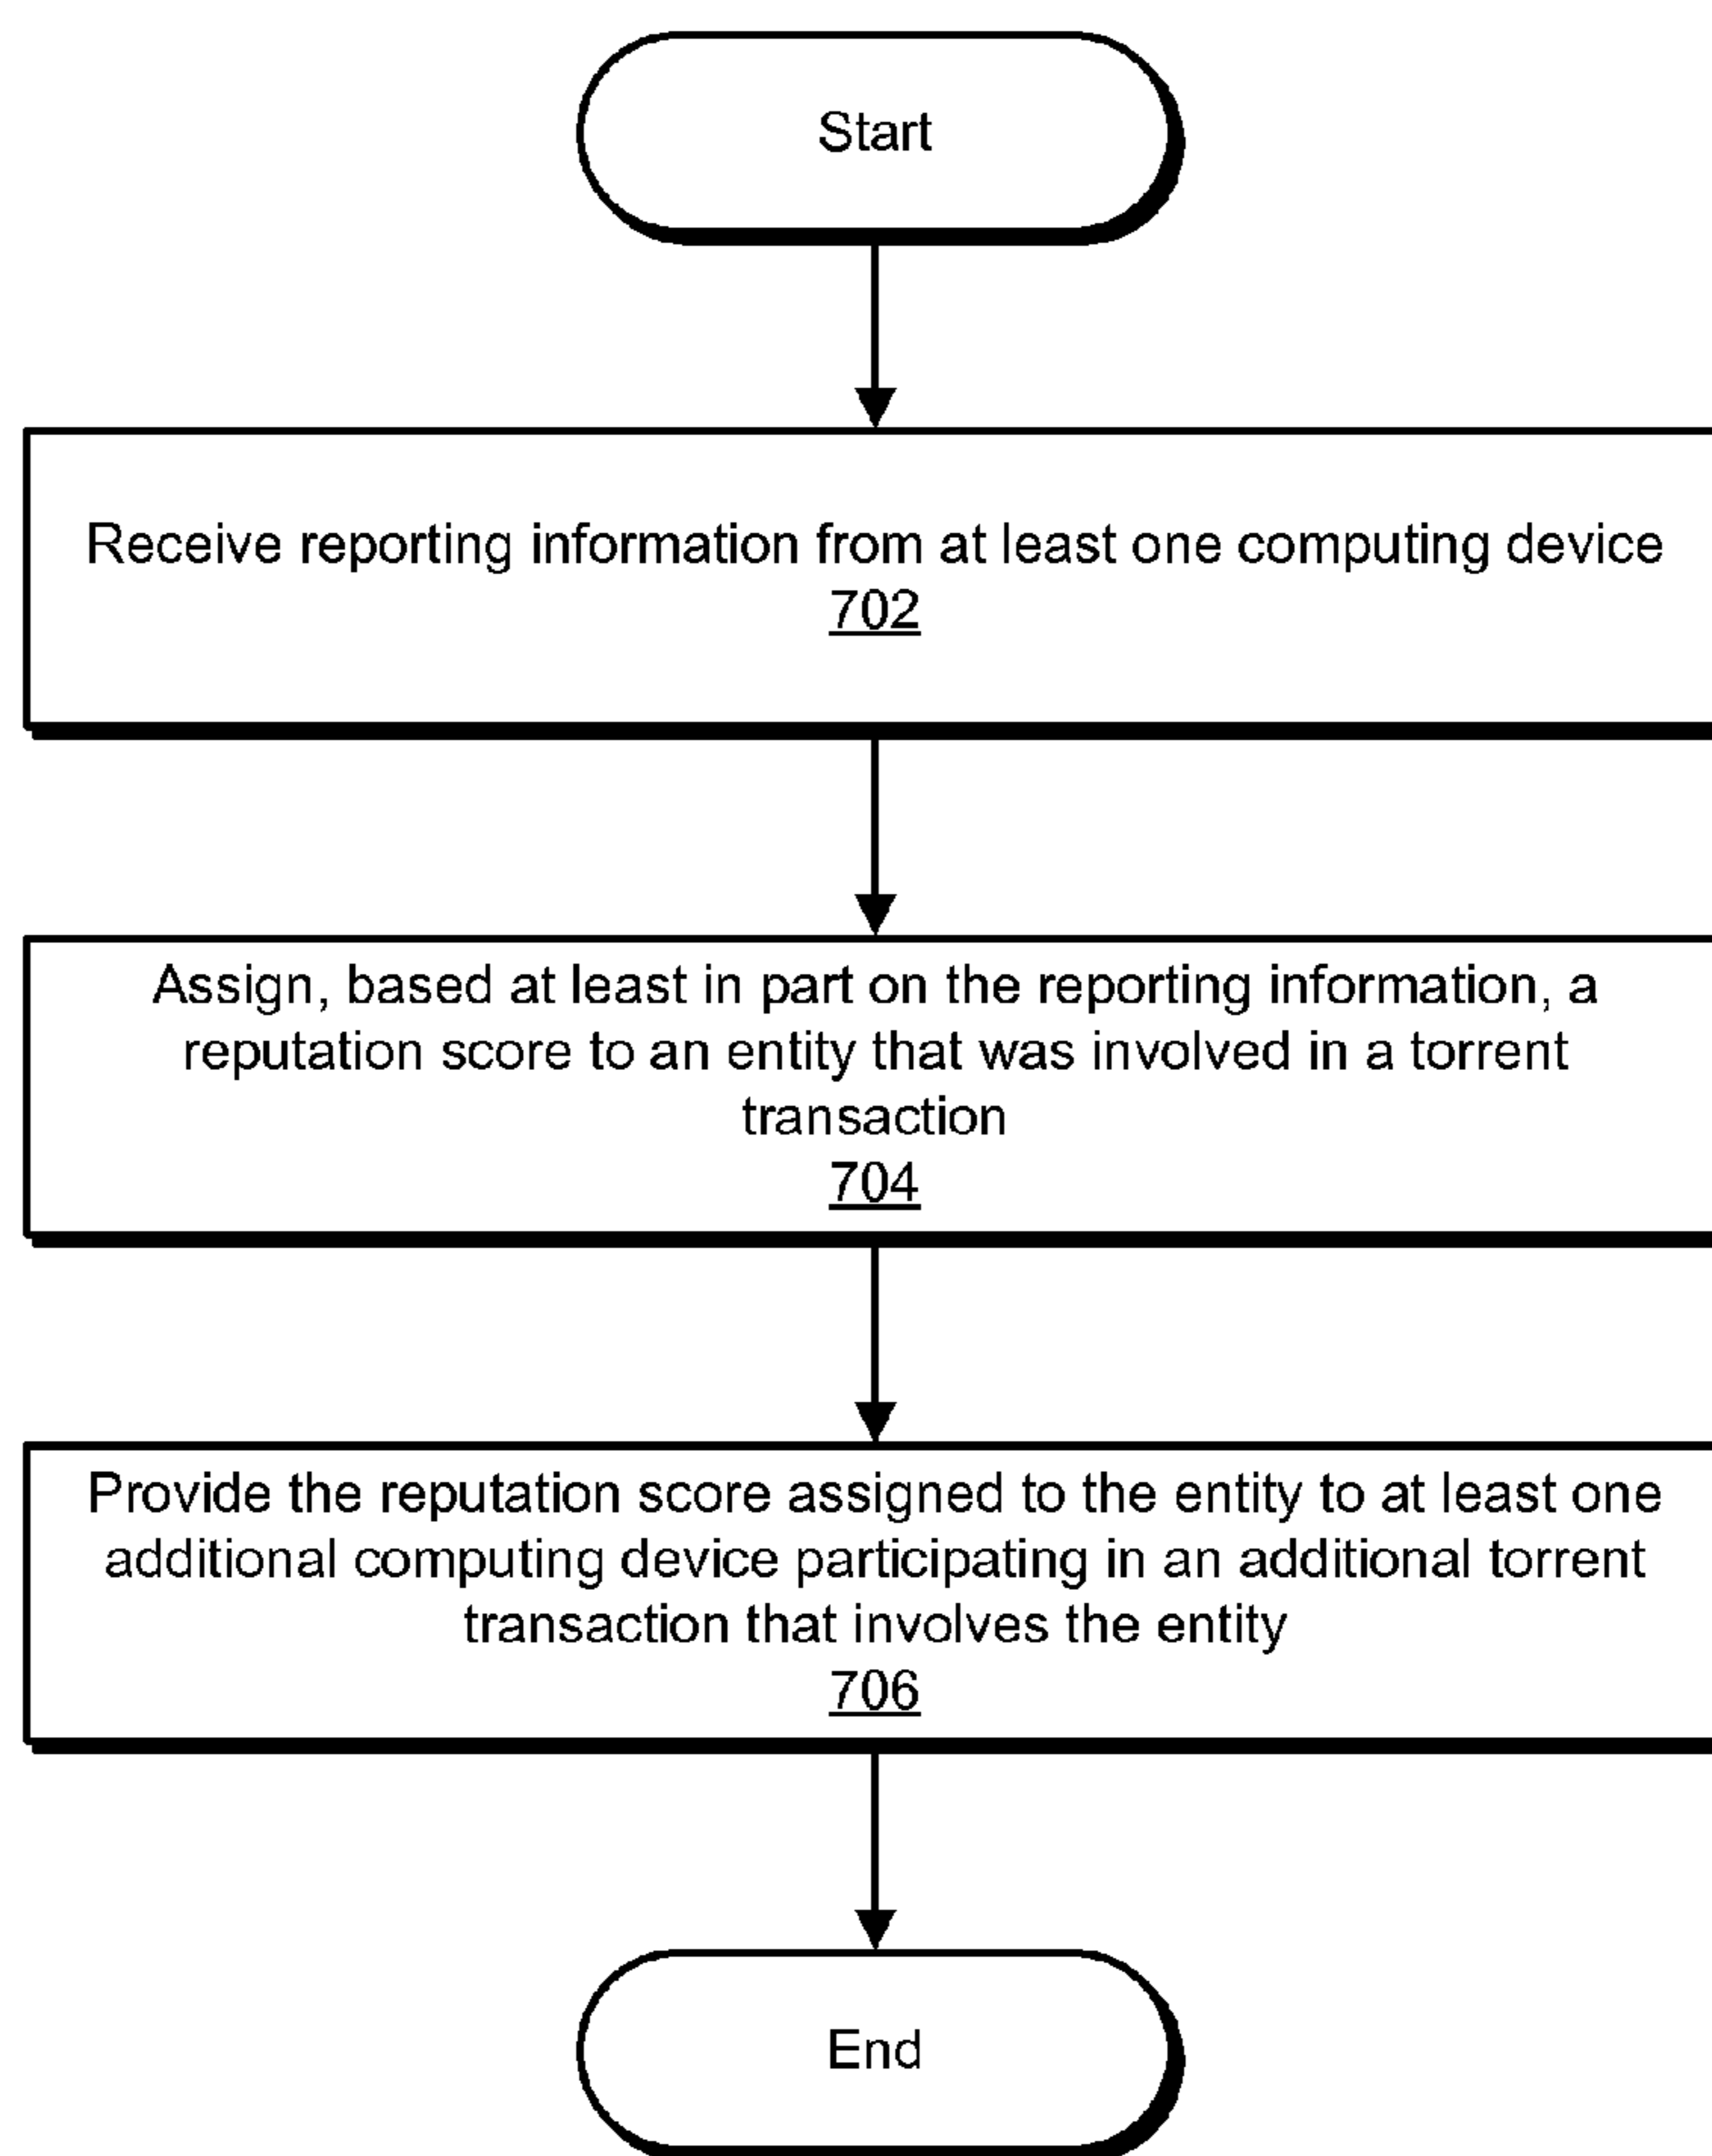 Start
Receive reporting information from at least one computing device
702
Assign, based at least in part on the reporting information, a
reputation score to an entity that was involved in a torrent
transaction
704
Provide the reputation score assigned to the entity to at least one
additional computing device participating in an additional torrent
transaction that involves the entity
706
End